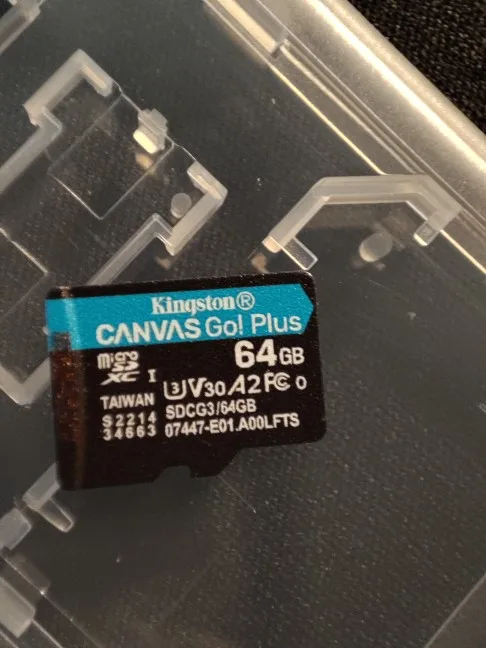 Kingston®
CANVAS Go! Plus
64GB
micro SD XC I U3 V30 A2 FC
TAIWAN SDCG3/64GB
S2214
34663 07447-E01.A00LFTS